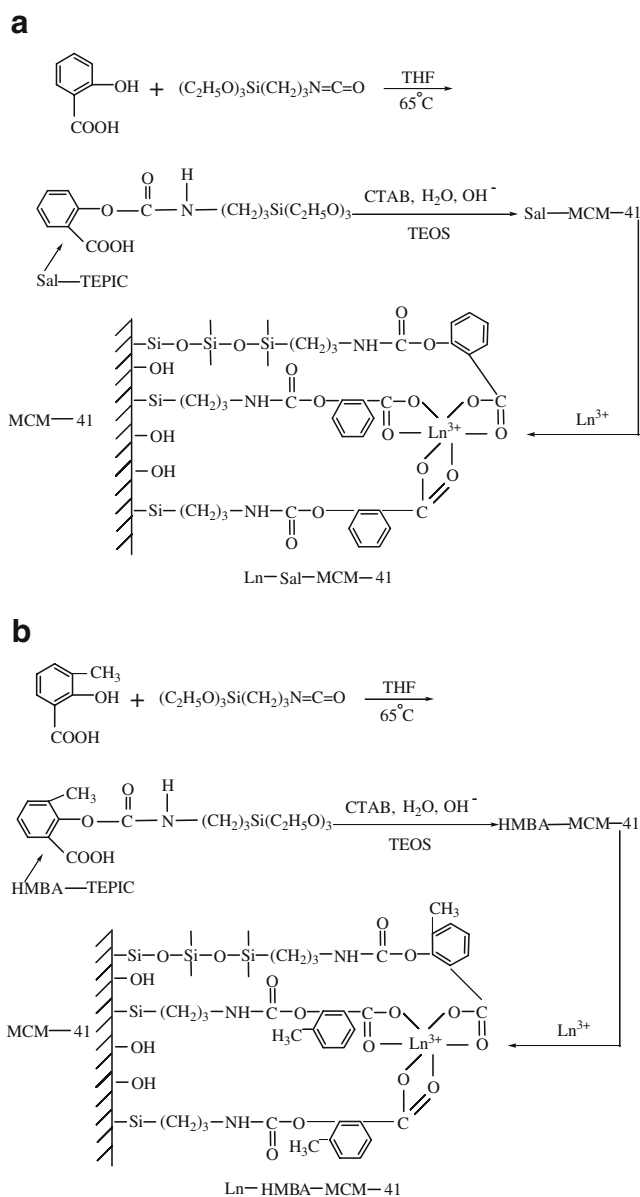 a
OH
COOH
+
(C₂H₅O)₃Si(CH₂)₃N=C=O
THF
65°C
O H
O—C—N—(CH₂)₃Si(C₂H₅O)₃
COOH
Sal—TEPIC
CTAB, H₂O, OH⁻
TEOS
Sal—MCM—41
Si—O—Si—O—Si—(CH₂)₃—NH—C—O
O
OH
Si—(CH₂)₃—NH—C—O C—O O—C
O
MCM—41
OH
O Ln³⁺ O
Ln³⁺
OH
O O
Si—(CH₂)₃—NH—C—O C
O
Ln—Sal—MCM—41
b
CH₃
OH
COOH
+
(C₂H₅O)₃Si(CH₂)₃N=C=O
THF
65°C
CH₃ O H
O—C—N—(CH₂)₃Si(C₂H₅O)₃
COOH
HMBA—TEPIC
CTAB, H₂O, OH⁻
TEOS
HMBA—MCM—41
O CH₃
Si—O—Si—O—Si—(CH₂)₃—NH—C—O
OH
O
Si—(CH₂)₃—NH—C—O C—O O—C
MCM—41
H₃C
O Ln³⁺ O
Ln³⁺
OH
OH
O O
Si—(CH₂)₃—NH—C—O C
O H₃C
Ln—HMBA—MCM—41